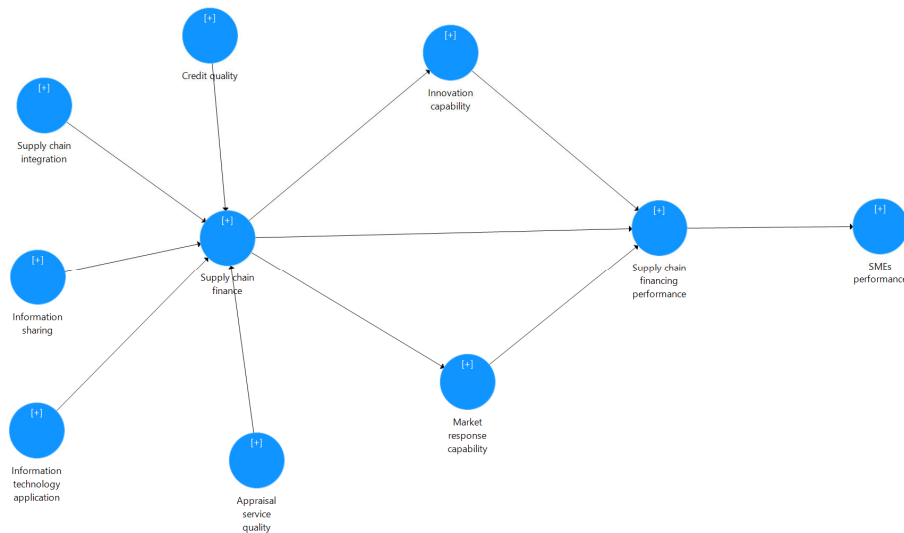 [+]
Credit quality
[+]
Innovation
capability
[+]
Supply chain
integration
[+]
Supply chain
finance
[+]
Supply chain
financing
performance
[+]
SMEs
performance
[+]
Information
sharing
[+]
Market
response
capability
[+]
Information
technology
application
[+]
Appraisal
service
quality